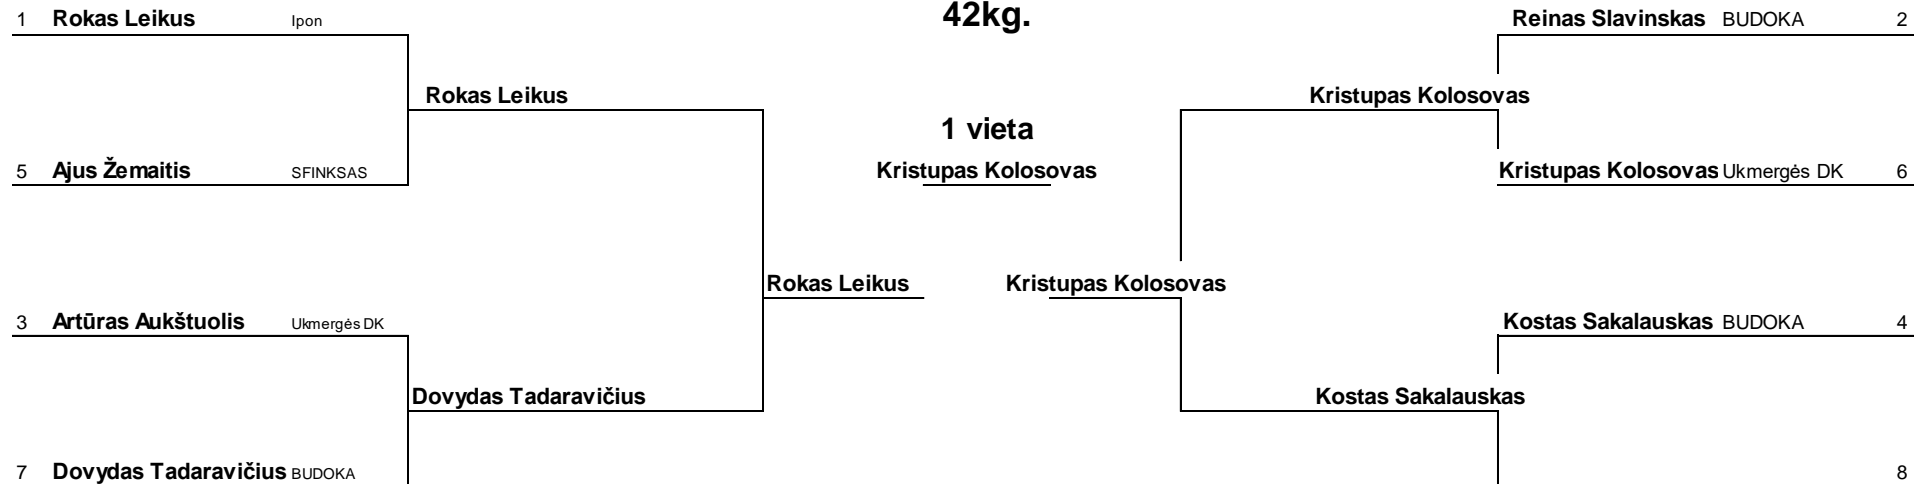 42kg.
1 Rokas Leikus Ipon
Reinas Slavinskas BUDOKA 2
Rokas Leikus
Kristupas Kolosovas
1 vieta
5 Ajus Žemaitis SFINKSAS
Kristupas Kolosovas
Kristupas Kolosovas Ukmergės DK 6
Rokas Leikus
Kristupas Kolosovas
3 Artūras Aukštuolis Ukmergės DK
Kostas Sakalauskas BUDOKA 4
Dovydas Tadaravičius
Kostas Sakalauskas
7 Dovydas Tadaravičius BUDOKA
8